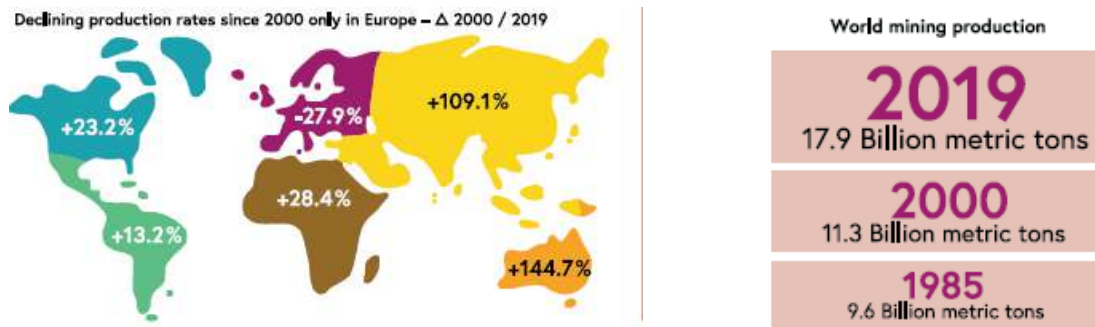 Declining production rates since 2000 only in Europe – Δ 2000 / 2019
+23.2%
-27.9%
+109.1%
+28.4%
+13.2%
+144.7%
World mining production
2019
17.9 Billion metric tons
2000
11.3 Billion metric tons
1985
9.6 Billion metric tons